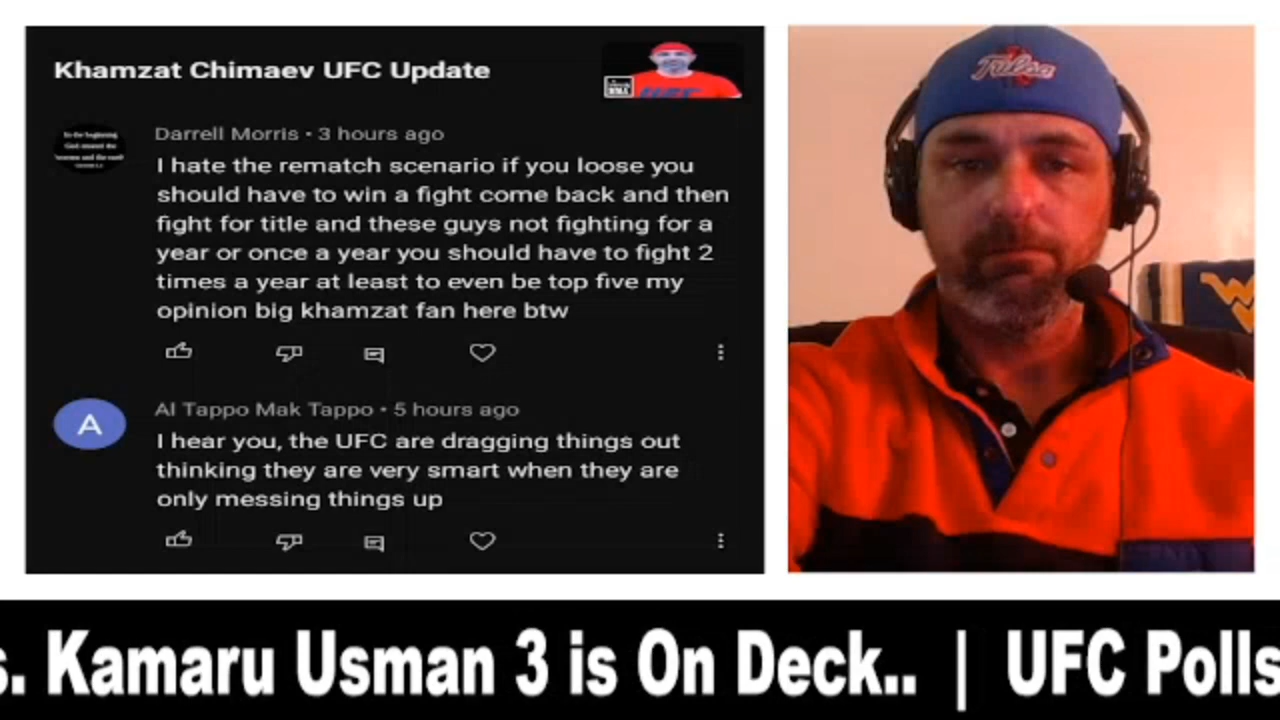 Khamzat Chimaev UFC Update
UFC
Darrell Morris • 3 hours ago
I hate the rematch scenario if you loose you
should have to win a fight come back and then
fight for title and these guys not fighting for a
year or once a year you should have to fight 2
times a year at least to even be top five my
opinion big khamzat fan here btw
A
Al Tappo Mak Tappo • 5 hours ago
I hear you, the UFC are dragging things out
thinking they are very smart when they are
only messing things up
Tulsa
s. Kamaru Usman 3 is On Deck.. | UFC Polls